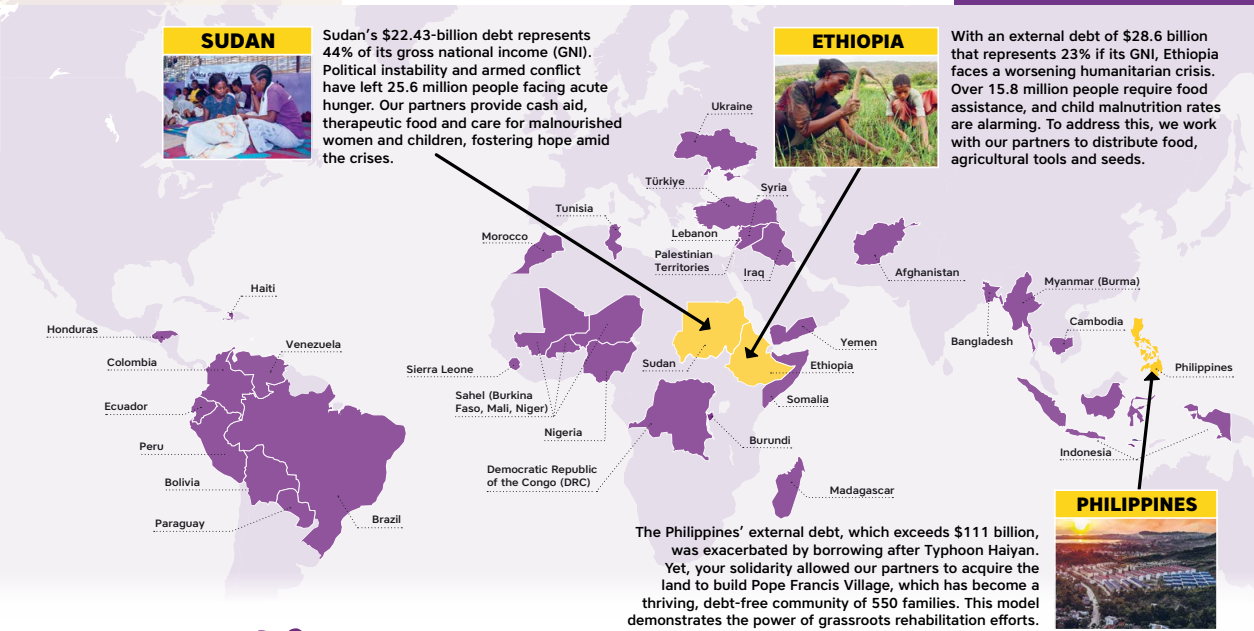 SUDAN
Sudan's $22.43-billion debt represents
44% of its gross national income (GNI).
Political instability and armed conflict
have left 25.6 million people facing acute
hunger. Our partners provide cash aid,
therapeutic food and care for malnourished
women and children, fostering hope amid
the crises.
ETHIOPIA
With an external debt of $28.6 billion
that represents 23% if its GNI, Ethiopia
faces a worsening humanitarian crisis.
Over 15.8 million people require food
assistance, and child malnutrition rates
are alarming. To address this, we work
with our partners to distribute food,
agricultural tools and seeds.
Ukraine
Türkiye
Syria
Tunisia
Morocco
Lebanon
Palestinian
Territories
Iraq
Afghanistan
Myanmar (Burma)
Haiti
Honduras
Cambodia
Bangladesh
Venezuela
Yemen
Colombia
Sudan
Ethiopia
Philippines
Sierra Leone
Sahel (Burkina
Faso, Mali, Niger)
Somalia
Ecuador
Nigeria
Burundi
Peru
Indonesia
Democratic Republic
of the Congo (DRC)
Bolivia
Madagascar
Paraguay
Brazil
PHILIPPINES
The Philippines' external debt, which exceeds $111 billion,
was exacerbated by borrowing after Typhoon Haiyan.
Yet, your solidarity allowed our partners to acquire the
land to build Pope Francis Village, which has become a
thriving, debt-free community of 550 families. This model
demonstrates the power of grassroots rehabilitation efforts.